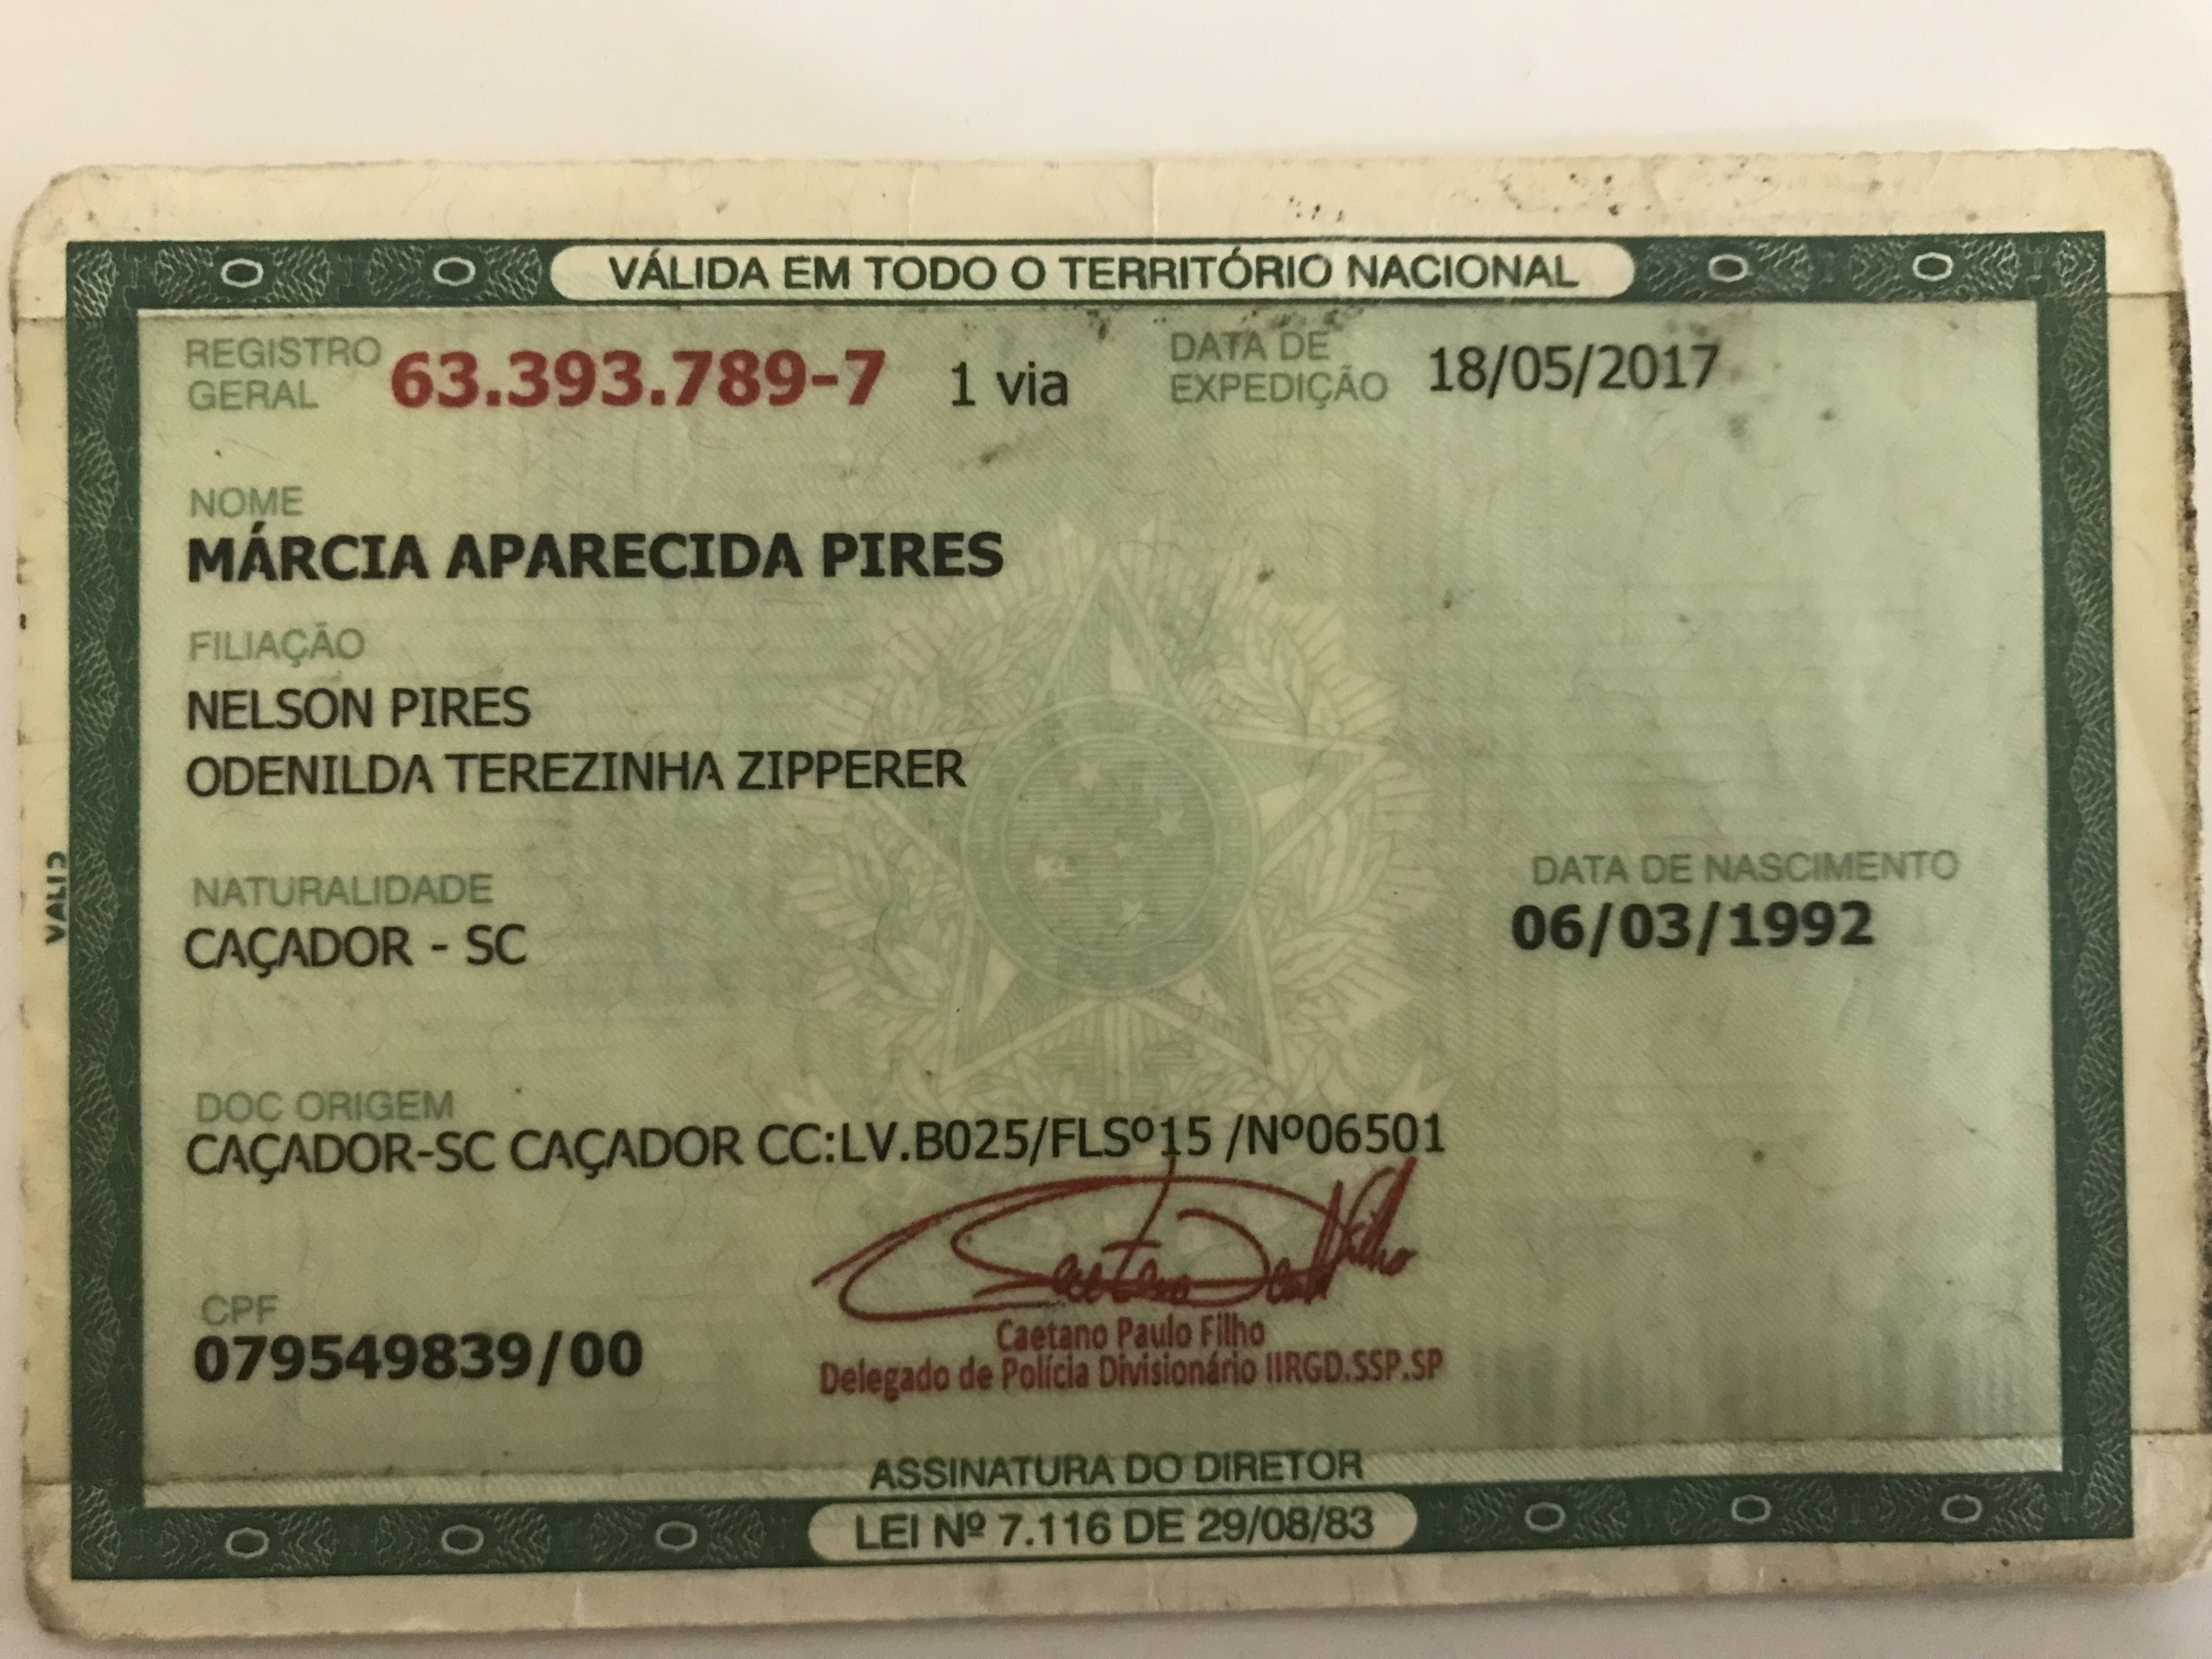 VALID
VÁLIDA EM TODO O TERRITÓRIO NACIONAL
REGISTRO GERAL 63.393.789-7 1 via DATA DE EXPEDIÇÃO 18/05/2017
NOME
MÁRCIA APARECIDA PIRES
FILIAÇÃO
NELSON PIRES
ODENILDA TEREZINHA ZIPPERER
NATURALIDADE DATA DE NASCIMENTO
CAÇADOR - SC 06/03/1992
DOC ORIGEM
CAÇADOR-SC CAÇADOR CC:LV.B025/FLSº15 /Nº06501
CPF
079549839/00
Caetano Paulo Filho
Delegado de Polícia Divisionário IIRGD.SSP.SP
ASSINATURA DO DIRETOR
LEI Nº 7.116 DE 29/08/83